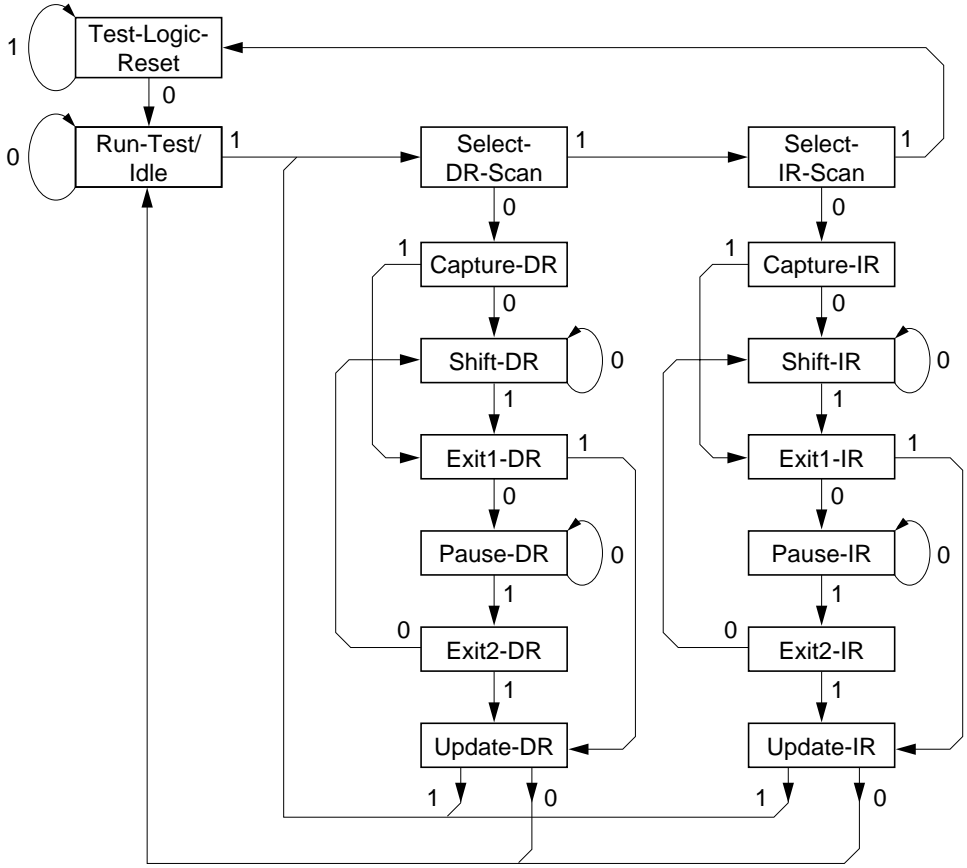 Test-Logic-
Reset
1
0
Run-Test/
Idle
0
1
Select-
DR-Scan
1
0
Select-
IR-Scan
1
0
Capture-DR
1
0
Capture-IR
1
0
Shift-DR
0
1
Shift-IR
0
1
Exit1-DR
1
0
Exit1-IR
1
0
Pause-DR
0
1
Pause-IR
0
1
Exit2-DR
0
1
Exit2-IR
0
1
Update-DR
1
0
Update-IR
1
0